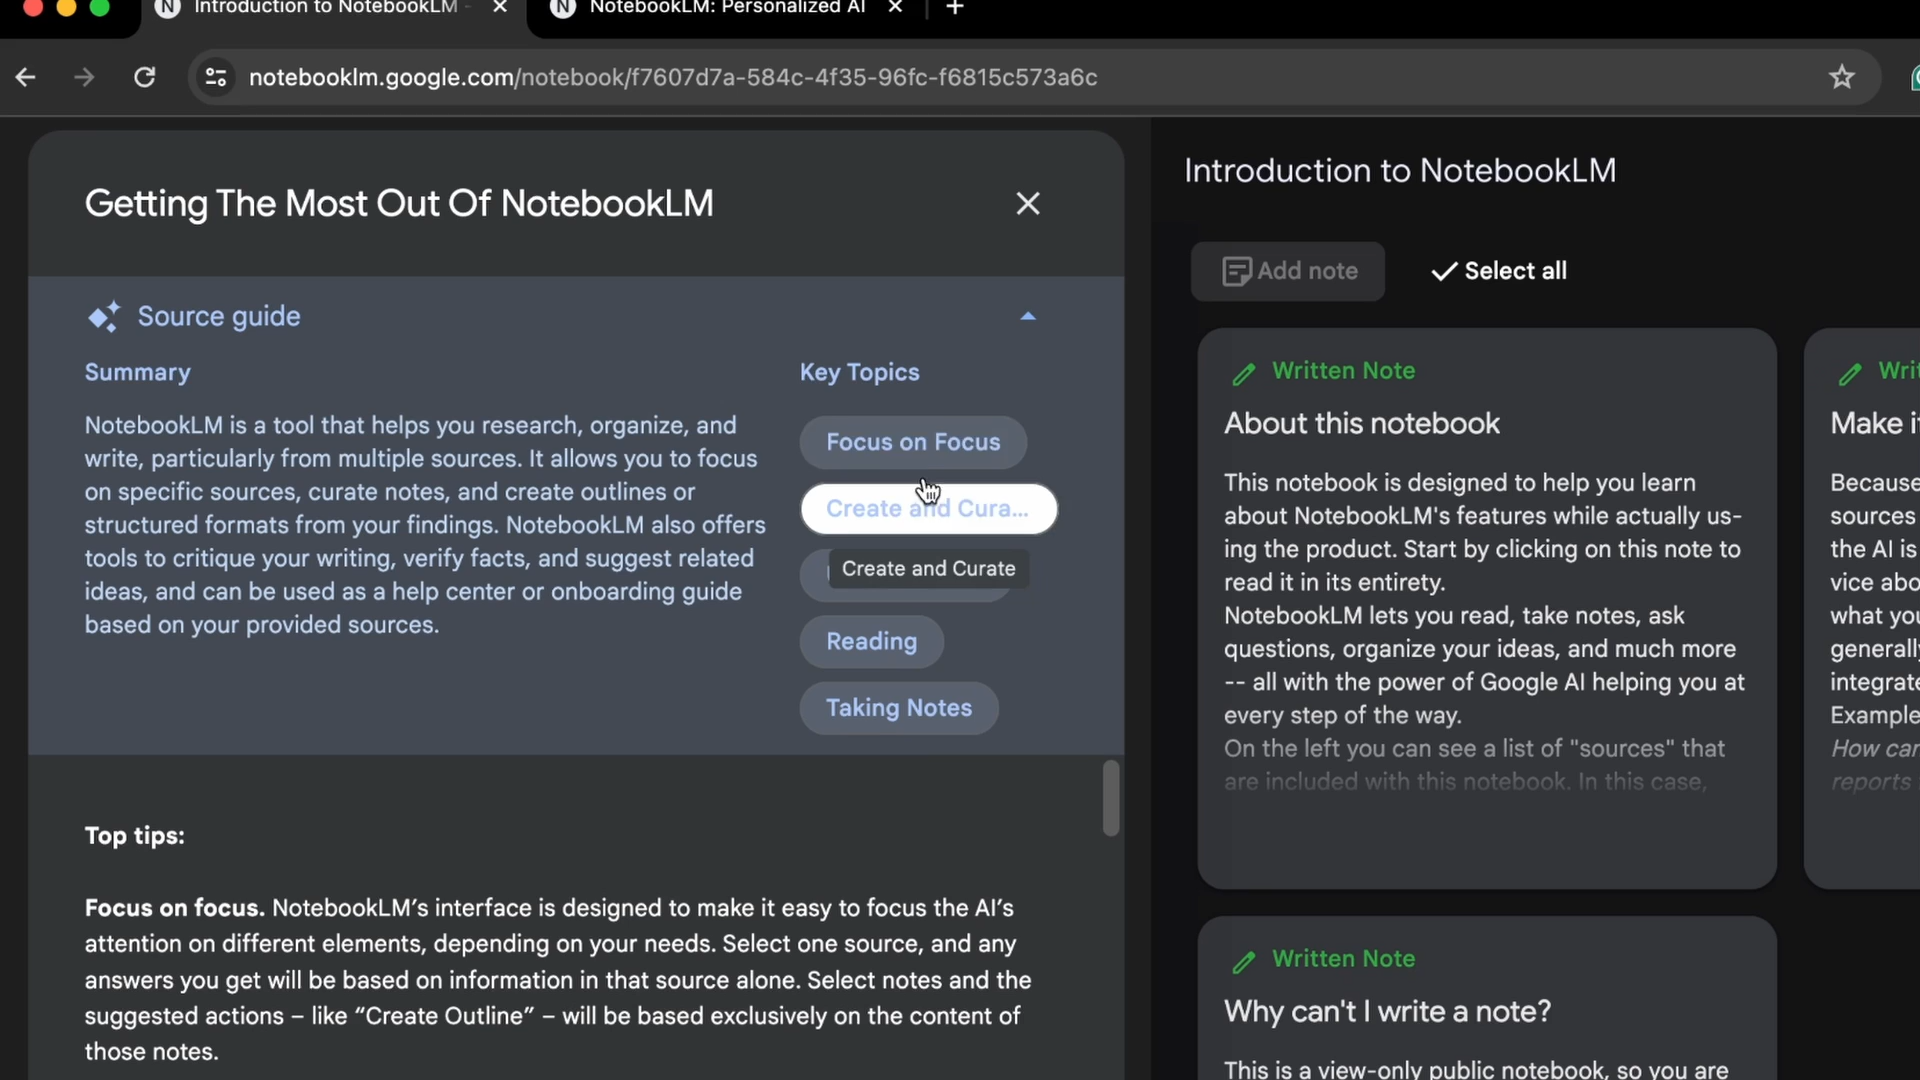 Introduction to NotebookLM -
NotebookLM: Personalized AI
notebooklm.google.com/notebook/f7607d7a-584c-4f35-96fc-f6815c573a6c
Getting The Most Out Of NotebookLM
Source guide
Summary
NotebookLM is a tool that helps you research, organize, and
write, particularly from multiple sources. It allows you to focus
on specific sources, curate notes, and create outlines or
structured formats from your findings. NotebookLM also offers
tools to critique your writing, verify facts, and suggest related
ideas, and can be used as a help center or onboarding guide
based on your provided sources.
Key Topics
Focus on Focus
Create and Cura...
Create and Curate
Reading
Taking Notes
Top tips:
Focus on focus. NotebookLM’s interface is designed to make it easy to focus the AI’s
attention on different elements, depending on your needs. Select one source, and any
answers you get will be based on information in that source alone. Select notes and the
suggested actions – like “Create Outline” – will be based exclusively on the content of
those notes.
Introduction to NotebookLM
Add note
Select all
Written Note
About this notebook
This notebook is designed to help you learn
about NotebookLM's features while actually us-
ing the product. Start by clicking on this note to
read it in its entirety.
NotebookLM lets you read, take notes, ask
questions, organize your ideas, and much more
-- all with the power of Google AI helping you at
every step of the way.
On the left you can see a list of "sources" that
are included with this notebook. In this case,
Written Note
Why can't I write a note?
This is a view-only public notebook, so you are
Make
Because
sources
the AI is
vice
what
How
reports